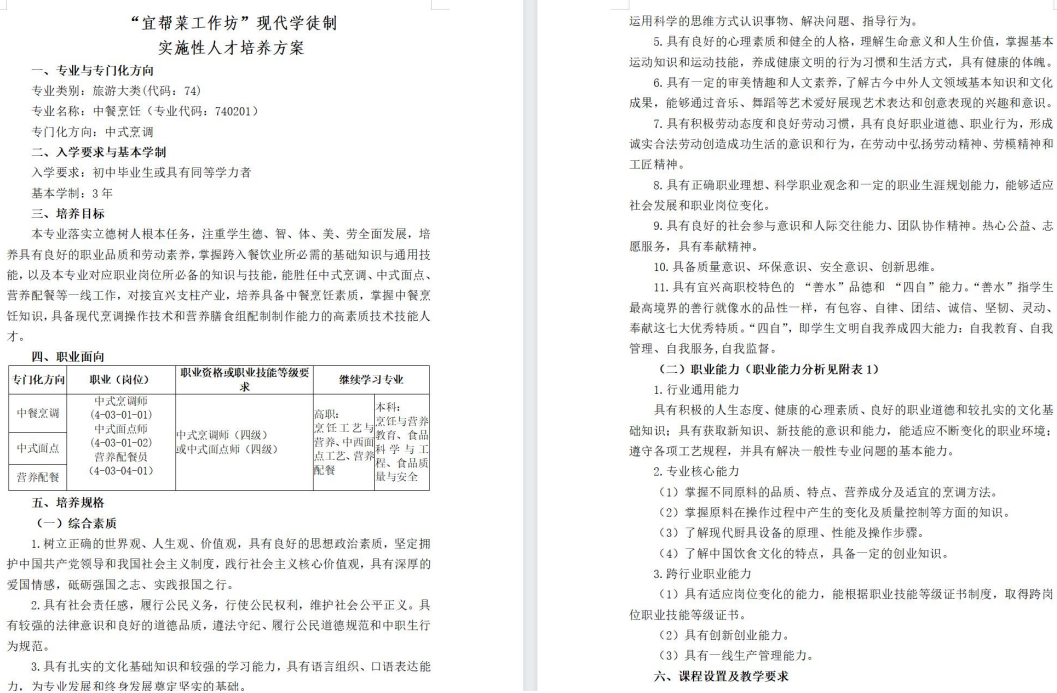 “宜帮菜工作坊”现代学徒制
实施性人才培养方案
一、专业与专门化方向
专业类别：旅游大类(代码：74)
专业名称：中餐烹饪（专业代码：740201）
专门化方向：中式烹调
二、入学要求与基本学制
入学要求：初中毕业生或具有同等学力者
基本学制：3 年
三、培养目标
本专业落实立德树人根本任务，注重学生德、智、体、美、劳全面发展，培
养具有良好的职业品质和劳动素养，掌握跨入餐饮业所必需的基础知识与通用技
能，以及本专业对应职业岗位所必备的知识与技能，能胜任中式烹调、中式面点、
营养配餐等一线工作，对接宜兴支柱产业，培养具备中餐烹饪素质，掌握中餐烹
饪知识，具备现代烹调操作技术和营养膳食组配制制作能力的高素质技术技能人
才。
四、职业面向
专门化方向 职业（岗位） 职业资格或职业技能等级要求 继续学习专业
中餐烹调
中式面点
营养配餐
中式烹调师
(4-03-01-01)
中式面点师
(4-03-01-02)
营养配餐员
(4-03-04-01)
中式烹调师（四级）
或中式面点师（四级）
高职：
烹饪工艺与
营养、中西面
点工艺、营养
配餐
本科：
烹饪与营养
教育、食品
科学与工
程、食品质
量与安全
五、培养规格
（一）综合素质
1.树立正确的世界观、人生观、价值观，具有良好的思想政治素质，坚定拥
护中国共产党领导和我国社会主义制度，践行社会主义核心价值观，具有深厚的
爱国情感，砥砺强国之志、实践报国之行。
2.具有社会责任感，履行公民义务，行使公民权利，维护社会公平正义。具
有较强的法律意识和良好的道德品质，遵法守纪、履行公民道德规范和中职生行
为规范。
3.具有扎实的文化基础知识和较强的学习能力，具有语言组织、口语表达能
力，为专业发展和终身发展奠定坚实的基础。
运用科学的思维方式认识事物、解决问题、指导行为。
5.具有良好的心理素质和健全的人格，理解生命意义和人生价值，掌握基本
运动知识和运动技能，养成健康文明的行为习惯和生活方式，具有健康的体魄。
6.具有一定的审美情趣和人文素养，了解古今中外人文领域基本知识和文化
成果，能够通过音乐、舞蹈等艺术爱好展现艺术表达和创意表现的兴趣和意识。
7.具有积极劳动态度和良好劳动习惯，具有良好职业道德、职业行为，形成
诚实合法劳动创造成功生活的意识和行为，在劳动中弘扬劳动精神、劳模精神和
工匠精神。
8.具有正确职业理想、科学职业观念和一定的职业生涯规划能力，能够适应
社会发展和职业岗位变化。
9.具有良好的社会参与意识和人际交往能力、团队协作精神。热心公益、志
愿服务，具有奉献精神。
10.具备质量意识、环保意识、安全意识、创新思维。
11.具有宜兴高职校特色的 “善水”品德和 “四自”能力。“善水”指学生
最高境界的善行就像水的品性一样，有包容、自律、团结、诚信、坚韧、灵动、
奉献这七大优秀特质。“四自”，即学生文明自我养成四大能力：自我教育、自我
管理、自我服务,自我监督。
（二）职业能力（职业能力分析见附表 1）
1.行业通用能力
具有积极的人生态度、健康的心理素质、良好的职业道德和较扎实的文化基
础知识；具有获取新知识、新技能的意识和能力，能适应不断变化的职业环境；
遵守各项工艺规程，并具有解决一般性专业问题的基本能力。
2.专业核心能力
（1）掌握不同原料的品质、特点、营养成分及适宜的烹调方法。
（2）掌握原料在操作过程中产生的变化及质量控制等方面的知识。
（3）了解现代厨具设备的原理、性能及操作步骤。
（4）了解中国饮食文化的特点，具备一定的创业知识。
3.跨行业职业能力
（1）具有适应岗位变化的能力，能根据职业技能等级证书制度，取得跨岗
位职业技能等级证书。
（2）具有创新创业能力。
（3）具有一线生产管理能力。
六、课程设置及教学要求